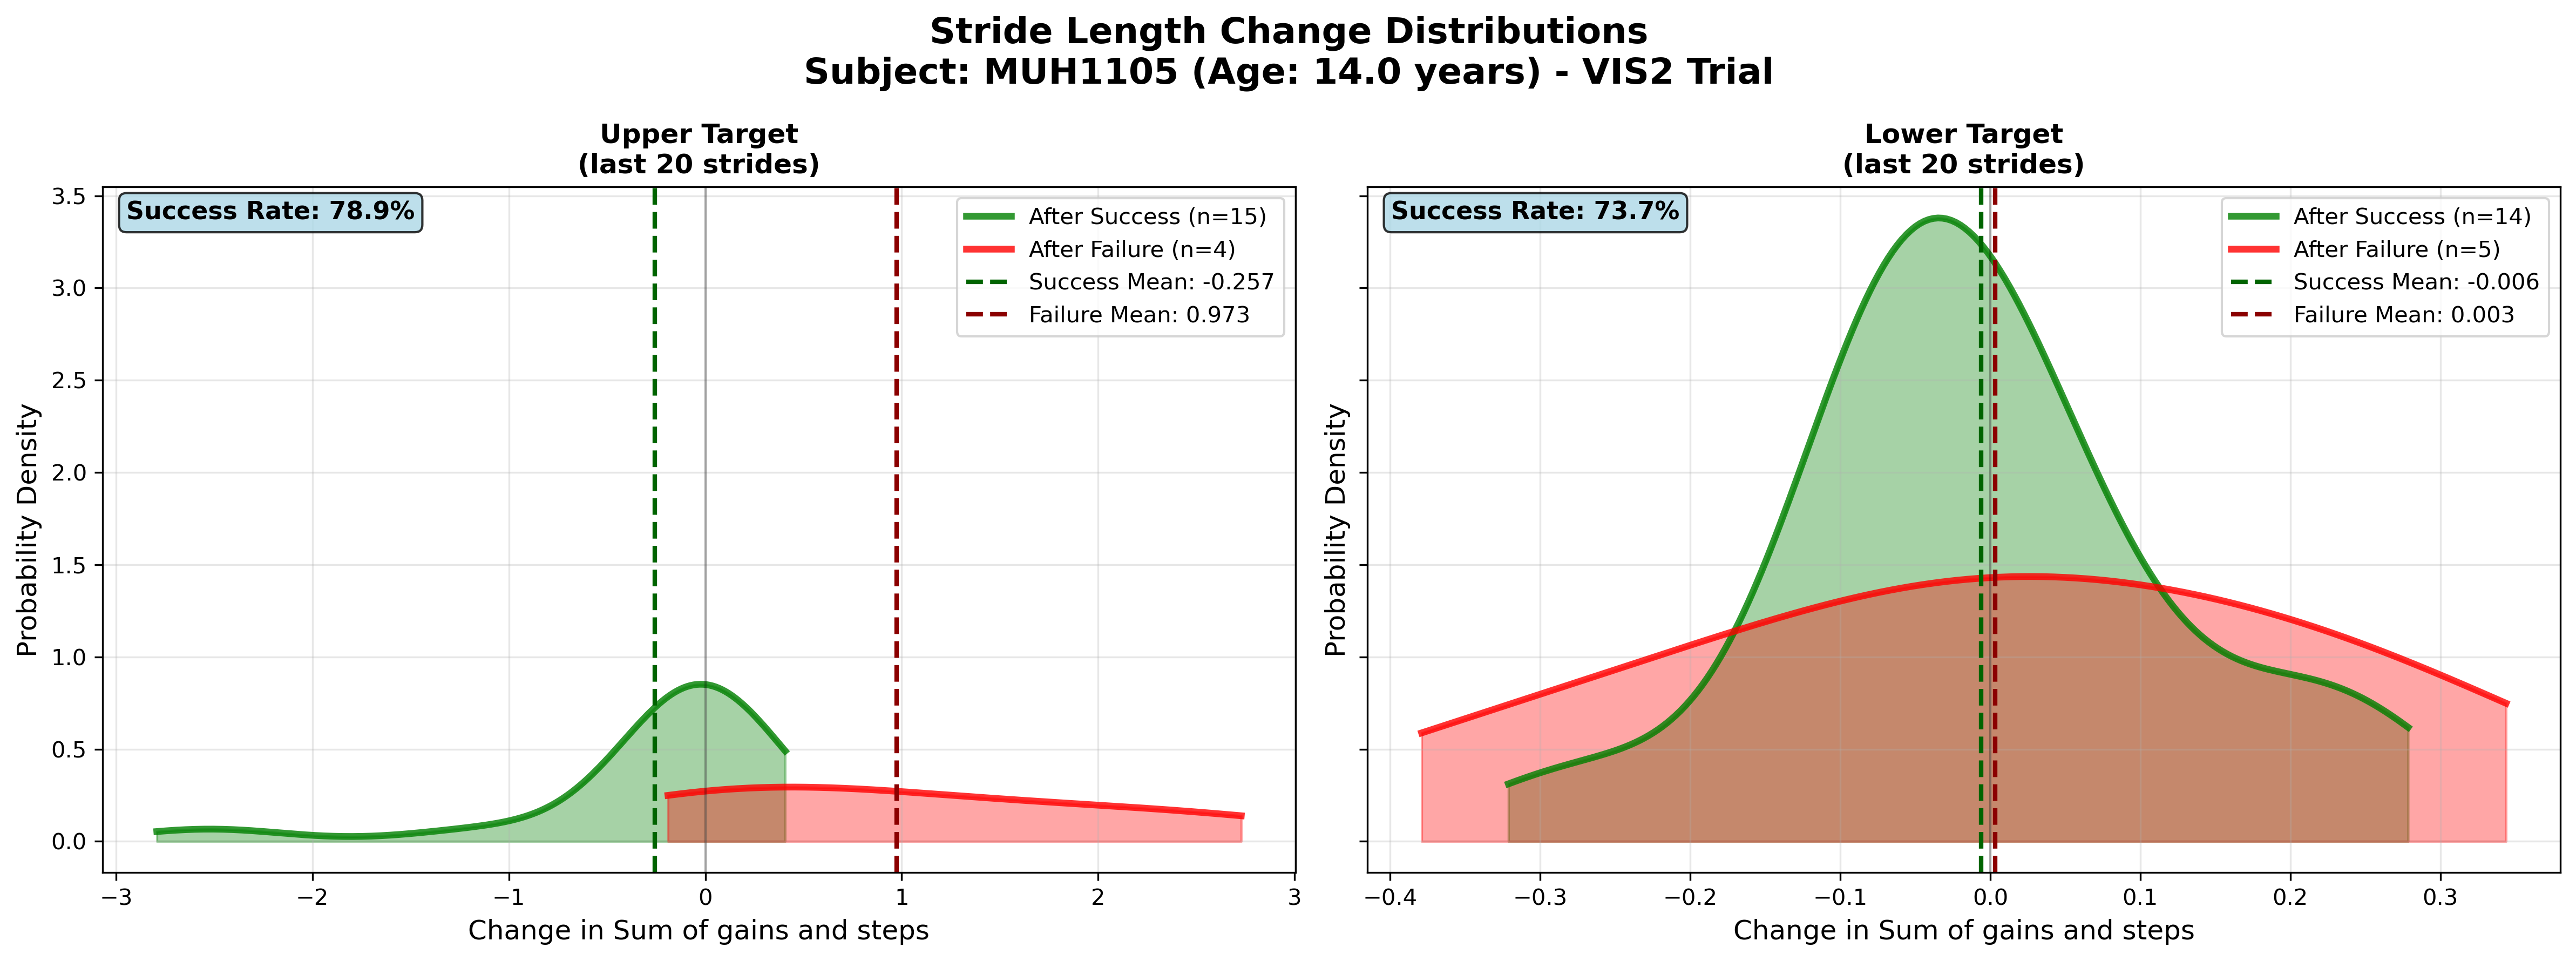 Stride Length Change Distributions
Subject: MUH1105 (Age: 14.0 years) - VIS2 Trial
Upper Target
(last 20 strides)
Success Rate: 78.9%
After Success (n=15)
After Failure (n=4)
Success Mean: -0.257
Failure Mean: 0.973
Probability Density
3.5
3.0
2.5
2.0
1.5
1.0
0.5
0.0
−3 −2 −1 0 1 2 3
Change in Sum of gains and steps
Lower Target
(last 20 strides)
Success Rate: 73.7%
After Success (n=14)
After Failure (n=5)
Success Mean: -0.006
Failure Mean: 0.003
Probability Density
−0.4 −0.3 −0.2 −0.1 0.0 0.1 0.2 0.3
Change in Sum of gains and steps